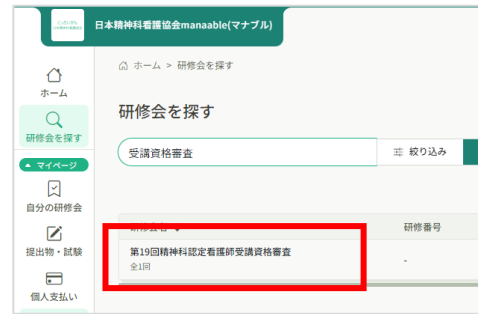 日本精神科看護協会manaable(マナブル)
ホーム > 研修会を探す
ホーム
研修会を探す
マイページ
自分の研修会
提出物・試験
個人支払い
研修会を探す
受講資格審査
絞り込み
研修番号
第19回精神科認定看護師受講資格審査
全1回
-